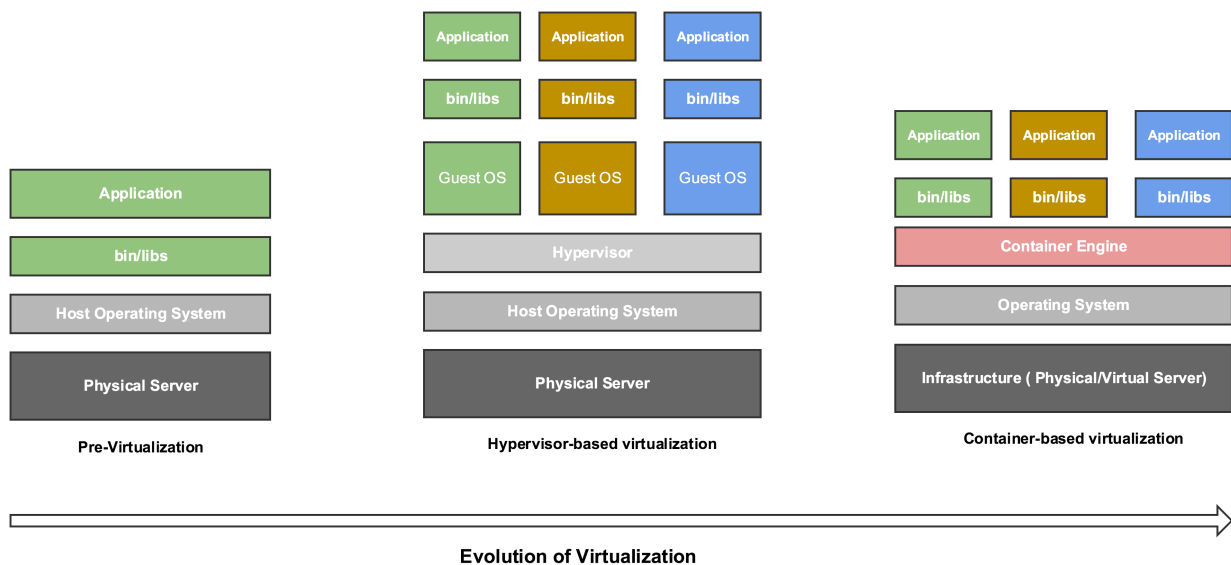 Application
bin/libs
Host Operating System
Physical Server
Pre-Virtualization
Application Application Application
bin/libs bin/libs bin/libs
Guest OS Guest OS Guest OS
Hypervisor
Host Operating System
Physical Server
Hypervisor-based virtualization
Application Application Application
bin/libs bin/libs bin/libs
Container Engine
Operating System
Infrastructure ( Physical/Virtual Server)
Container-based virtualization
Evolution of Virtualization